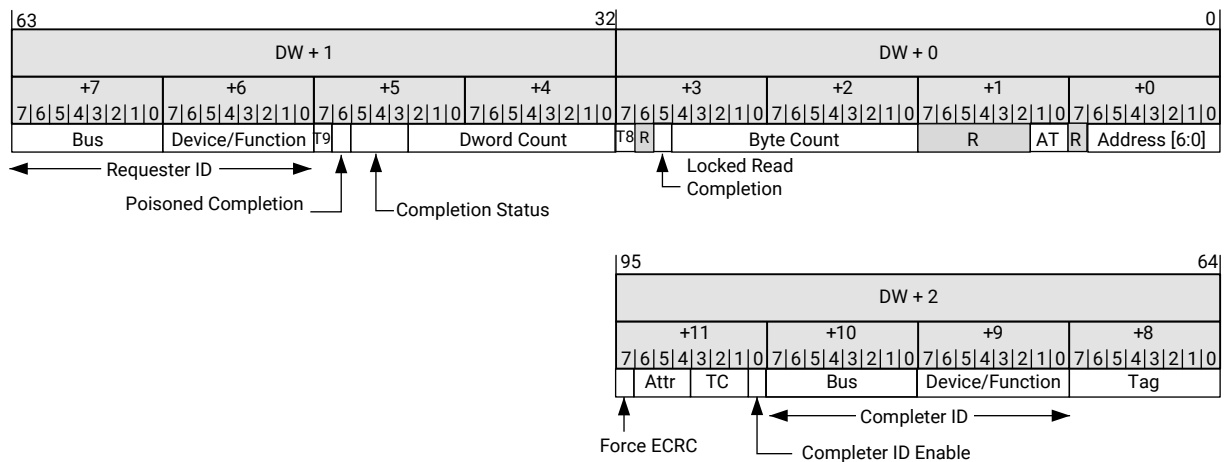 63 32 0
DW + 1 DW + 0
+7 +6 +5 +4 +3 +2 +1 +0
7|6|5|4|3|2|1|0 7|6|5|4|3|2|1|0 7|6|5|4|3|2|1|0 7|6|5|4|3|2|1|0 7|6|5|4|3|2|1|0 7|6|5|4|3|2|1|0 7|6|5|4|3|2|1|0 7|6|5|4|3|2|1|0
Bus Device/Function T9 Dword Count T8 R Byte Count R AT R Address [6:0]
Requester ID
Locked Read
Completion
Poisoned Completion
Completion Status
95 64
DW + 2
+11 +10 +9 +8
7|6|5|4|3|2|1|0 7|6|5|4|3|2|1|0 7|6|5|4|3|2|1|0 7|6|5|4|3|2|1|0
Attr TC Bus Device/Function Tag
Completer ID
Force ECRC
Completer ID Enable